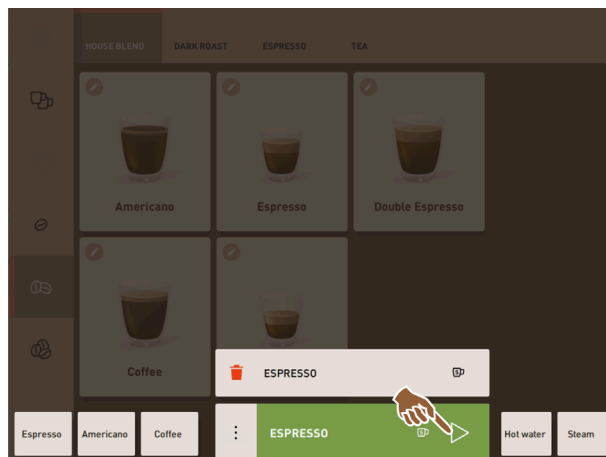 HOUSE BLEND DARK ROAST ESPRESSO TEA
Americano Espresso Double Espresso
Coffee
ESPRESSO
Espresso Americano Coffee ESPRESSO Hot water Steam